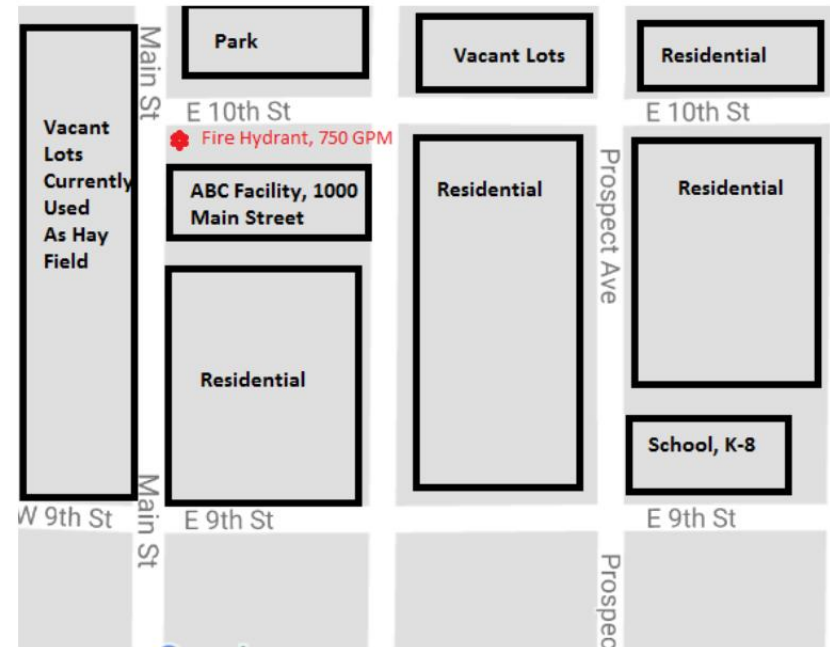 Main St
Park
Vacant Lots
Residential
E 10th St
E 10th St
Fire Hydrant, 750 GPM
Vacant
Lots
Currently
Used
As Hay
Field
ABC Facility, 1000
Main Street
Residential
Prospect Ave
Residential
Residential
School, K-8
Main St
W 9th St
E 9th St
E 9th St
Prospec